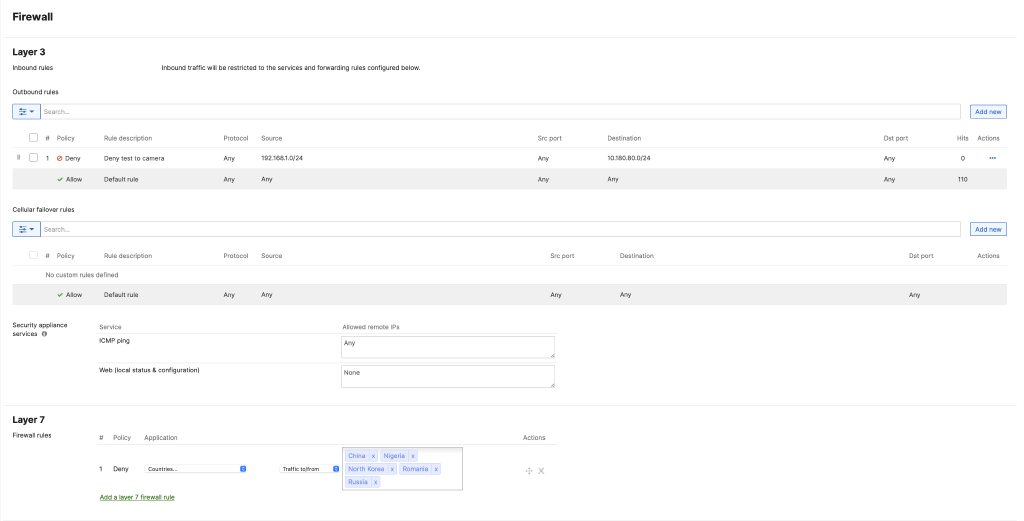 Firewall
Layer 3
Inbound rules Inbound traffic will be restricted to the services and forwarding rules configured below.
Outbound rules
Search... Add new
# Policy Rule description Protocol Source Src port Destination Dst port Hits Actions
1 Deny Deny test to camera Any 192.168.1.0/24 Any 10.180.80.0/24 Any 0 •••
Allow Default rule Any Any Any Any Any 110
Cellular failover rules
Search... Add new
# Policy Rule description Protocol Source Src port Destination Dst port Actions
No custom rules defined
Allow Default rule Any Any Any Any Any
Security appliance
services
Service Allowed remote IPs
ICMP ping Any
Web (local status & configuration) None
Layer 7
Firewall rules
# Policy Application Actions
China x Nigeria x
1 Deny Countries... Traffic to/from North Korea x Romania x
Russia x
Add a layer 7 firewall rule